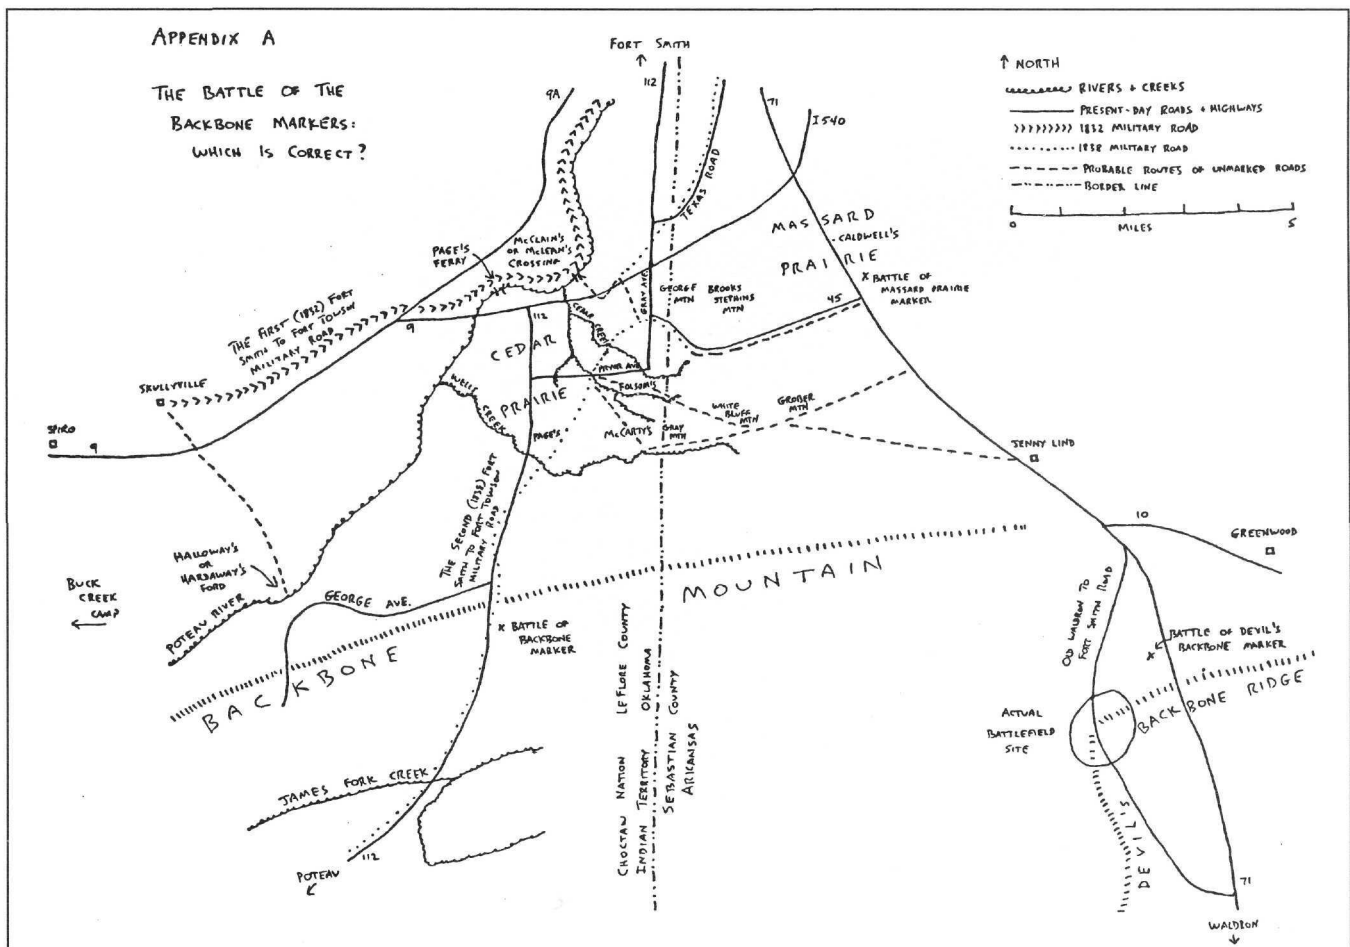 APPENDIX A
THE BATTLE OF THE
BACKBONE MARKERS:
WHICH IS CORRECT?
FORT SMITH
↑
↑ NORTH
RIVERS + CREEKS
PRESENT-DAY ROADS + HIGHWAYS
1832 MILITARY ROAD
1838 MILITARY ROAD
PROBABLE ROUTES OF UNMARKED ROADS
BORDER LINE
0
5
MILES
9A
112
71
I 540
TEXAS ROAD
MASSARD
PRAIRIE
CALDWELL'S
X BATTLE OF
MASSARD PRAIRIE
MARKER
PAGE'S
FERRY
McCLAIN'S
OR McLEAN'S
CROSSING
GRAY AVE.
GEORGE
MTN
BROOKS
STEPHINS
MTN
45
THE FIRST (1832) FORT
SMITH TO FORT TOWSON
MILITARY ROAD
9
112
CEDAR CREEK
CEDAR
PRAIRIE
PRYOR AVE.
FOLSOM'S
WELLS
CREEK
SKULLYVILLE
SPIRO
9
PAGE'S
McCARTY'S
GRAY
MTN
WHITE
BLUFF
MTN
GROBER
MTN
JENNY LIND
10
GREENWOOD
THE SECOND (1838) FORT
SMITH TO FORT TOWSON
MILITARY ROAD
HALLOWAY'S
OR
HARDAWAY'S
FORD
BUCK
CREEK
CAMP
←
POTEAU RIVER
GEORGE AVE.
BACKBONE
MOUNTAIN
X BATTLE OF
BACKBONE
MARKER
CHOCTAW NATION LEFLORE COUNTY
INDIAN TERRITORY OKLAHOMA
SEBASTIAN COUNTY
ARKANSAS
OLD WALDRON TO
FORT SMITH ROAD
X BATTLE OF DEVIL'S
BACKBONE MARKER
BACKBONE RIDGE
ACTUAL
BATTLEFIELD
SITE
DEVIL'S
JAMES FORK CREEK
112
POTEAU
↙
71
WALDRON
↓